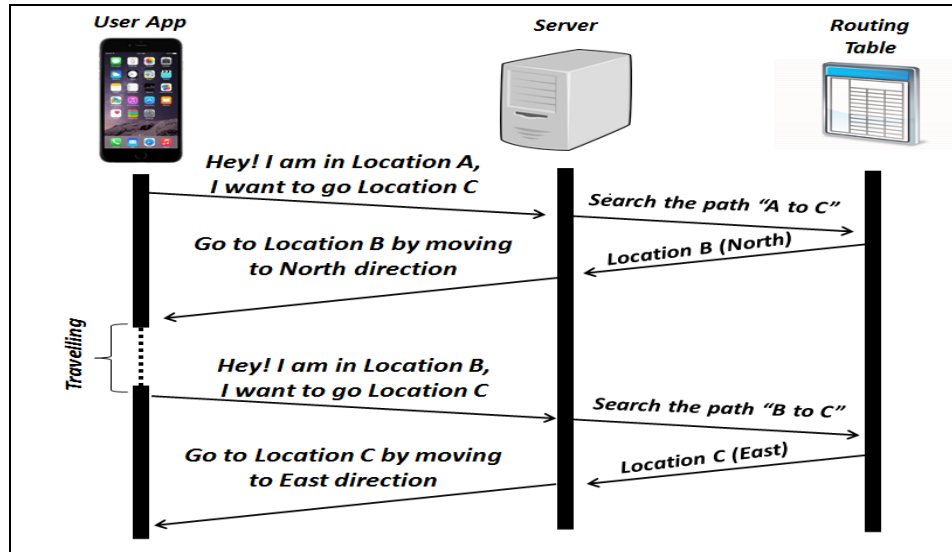 User App
Server
Routing
Table
Hey! I am in Location A,
I want to go Location C
Search the path “A to C”
Location B (North)
Go to Location B by moving
to North direction
Travelling
Hey! I am in Location B,
I want to go Location C
Search the path “B to C”
Location C (East)
Go to Location C by moving
to East direction